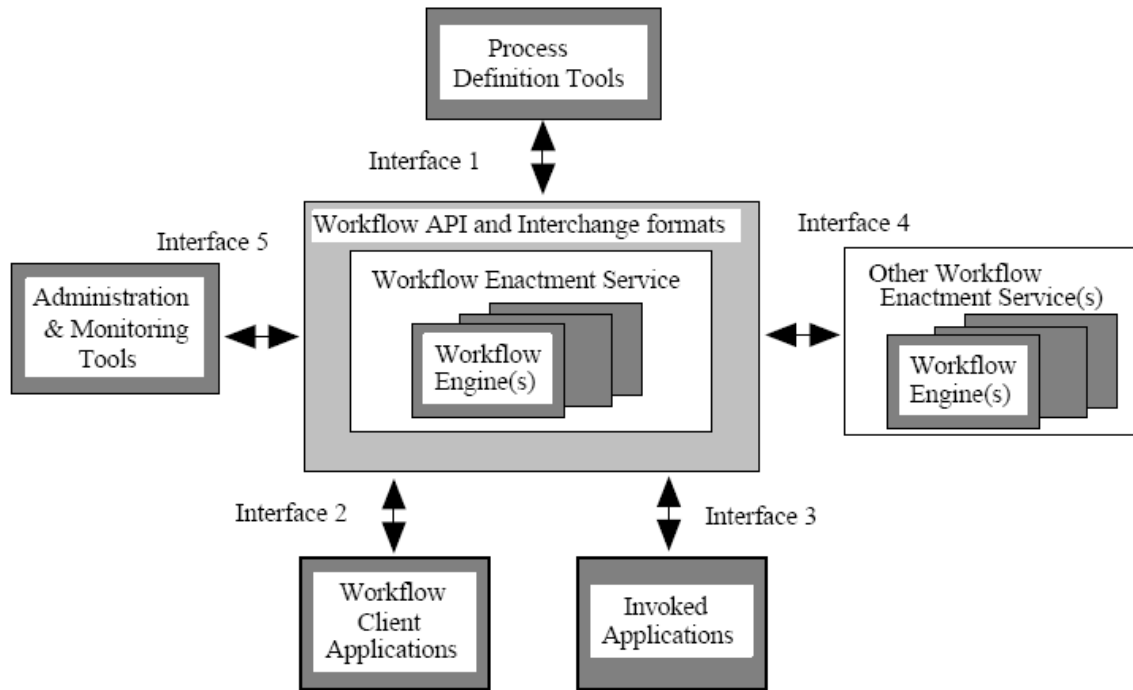 Process
Definition Tools
Interface 1
Workflow API and Interchange formats
Interface 5
Interface 4
Workflow Enactment Service
Other Workflow
Enactment Service(s)
Administration
& Monitoring
Tools
Workflow
Engine(s)
Workflow
Engine(s)
Interface 2
Interface 3
Workflow
Client
Applications
Invoked
Applications